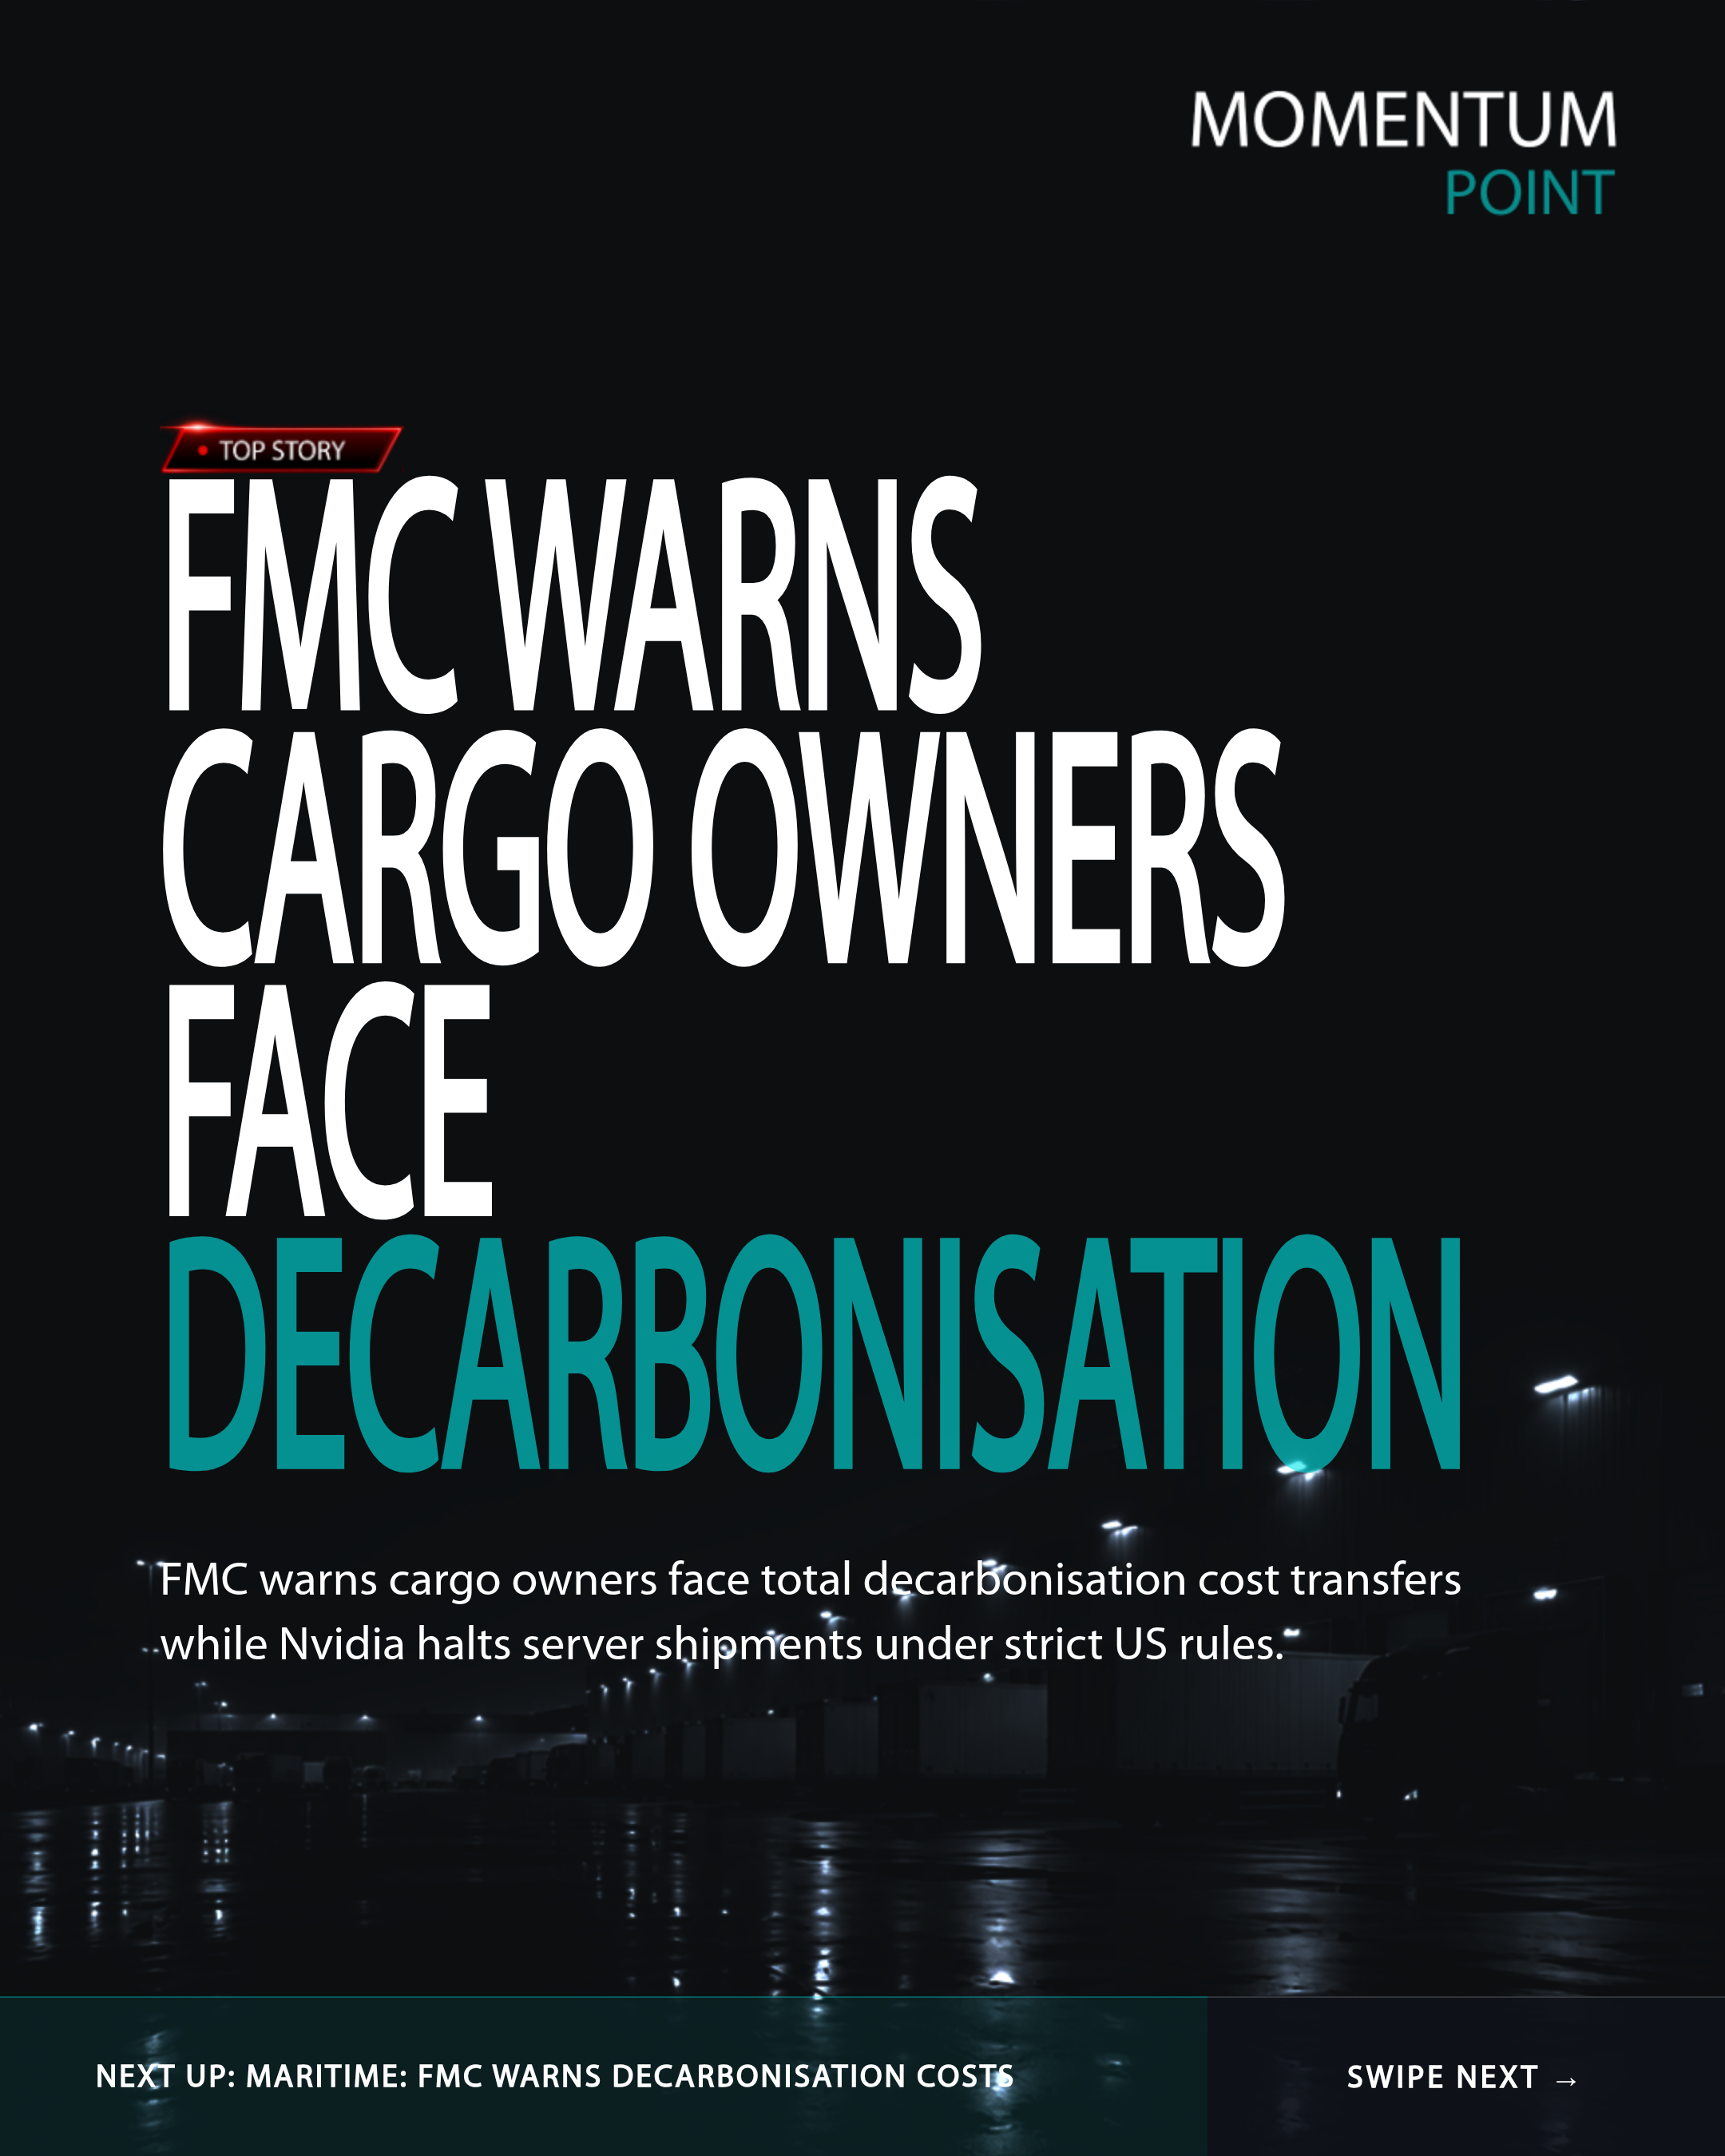 MOMENTUM
POINT
TOP STORY
FMC WARNS
CARGO OWNERS
FACE
DECARBONISATION
FMC warns cargo owners face total decarbonisation cost transfers
while Nvidia halts server shipments under strict US rules.
NEXT UP: MARITIME: FMC WARNS DECARBONISATION COSTS
SWIPE NEXT →